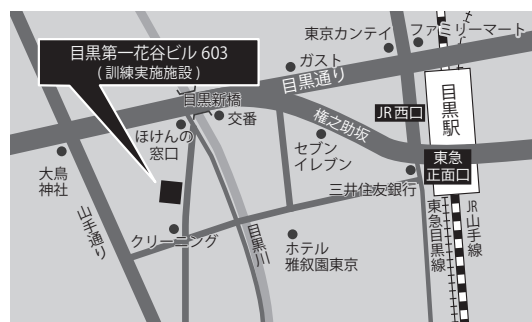 目黒第一花谷ビル 603
(訓練実施施設)
東京カンテイ
ファミリーマート
ガスト
目黒通り
目黒新橋
交番
ほけんの
窓口
権之助坂
JR西口
目黒駅
東急
正面口
セブン
イレブン
三井住友銀行
大鳥
神社
山手通り
クリーニング
目黒川
ホテル
雅叙園東京
東急目黒線
JR山手線